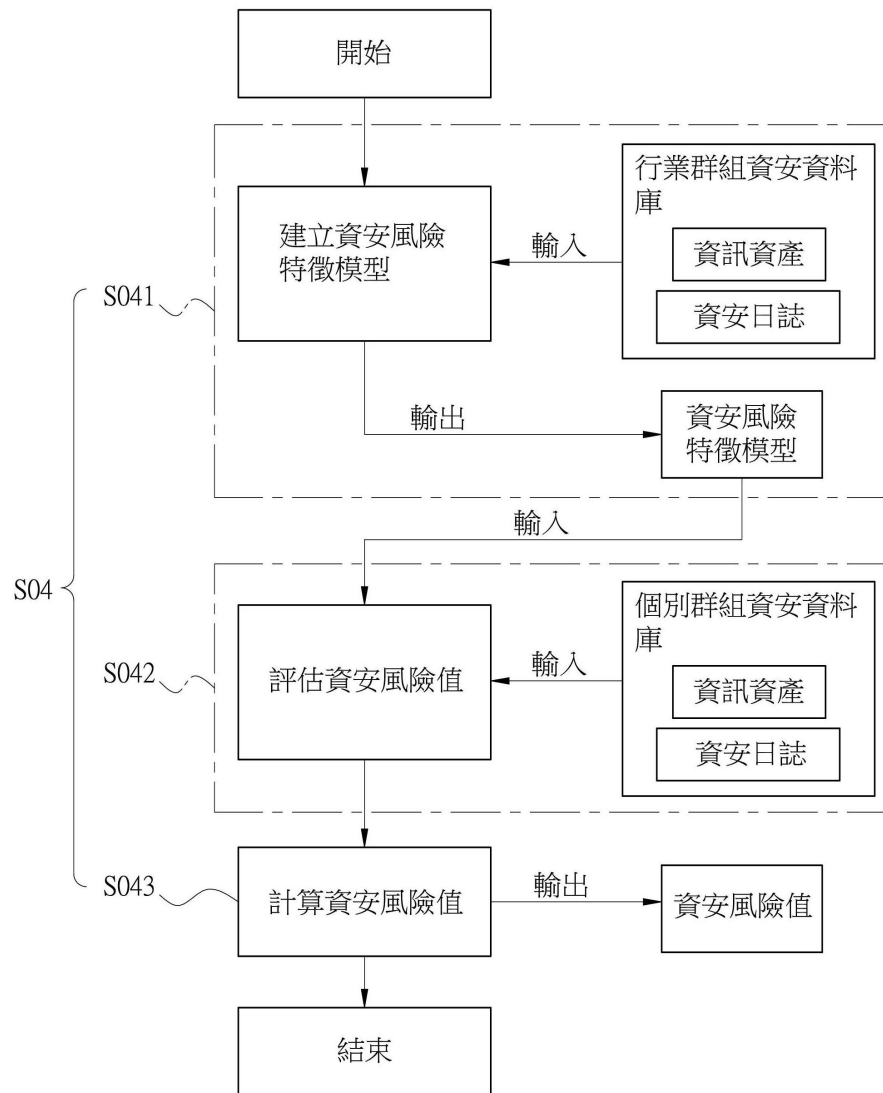 開始
行業群組資安資料
庫
建立資安風險
特徵模型
輸入
資訊資產
資安日誌
S041
輸出
資安風險
特徵模型
輸入
S04
個別群組資安資料
庫
S042
評估資安風險值
輸入
資訊資產
資安日誌
S043
計算資安風險值
輸出
資安風險值
結束